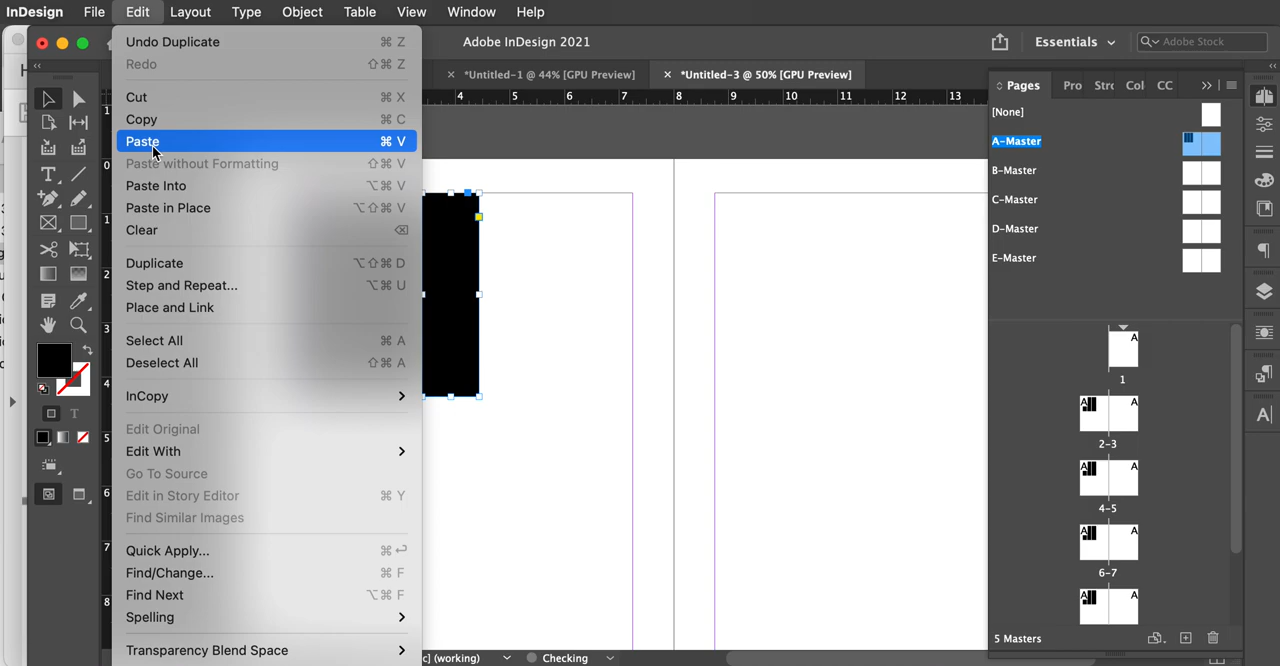 InDesign File Edit Layout Type Object Table View Window Help
Adobe InDesign 2021
Essentials
Adobe Stock
*Untitled-1 @ 44% [GPU Preview]
*Untitled-3 @ 50% [GPU Preview]
4 5 6 7 8 9 10 11 12 13
Undo Duplicate ⌘ Z
Redo ⇧⌘ Z
Cut ⌘ X
Copy ⌘ C
Paste ⌘ V
Paste without Formatting ⇧⌘ V
Paste Into ⌥⌘ V
Paste in Place ⌥⇧⌘ V
Clear ⌫
Duplicate ⌥⇧⌘ D
Step and Repeat... ⌥⌘ U
Place and Link
Select All ⌘ A
Deselect All ⇧⌘ A
InCopy
Edit Original
Edit With
Go To Source
Edit in Story Editor ⌘ Y
Find Similar Images
Quick Apply... ⌘ ↩
Find/Change... ⌘ F
Find Next ⌥⌘ F
Spelling
Transparency Blend Space
1
0
1
2
3
4
5
6
7
8
Pages Pro Strc Col CC
[None]
A-Master
B-Master
C-Master
D-Master
E-Master
A
1
A A
2-3
A A
4-5
A A
6-7
A A
5 Masters
c] (working)
Checking